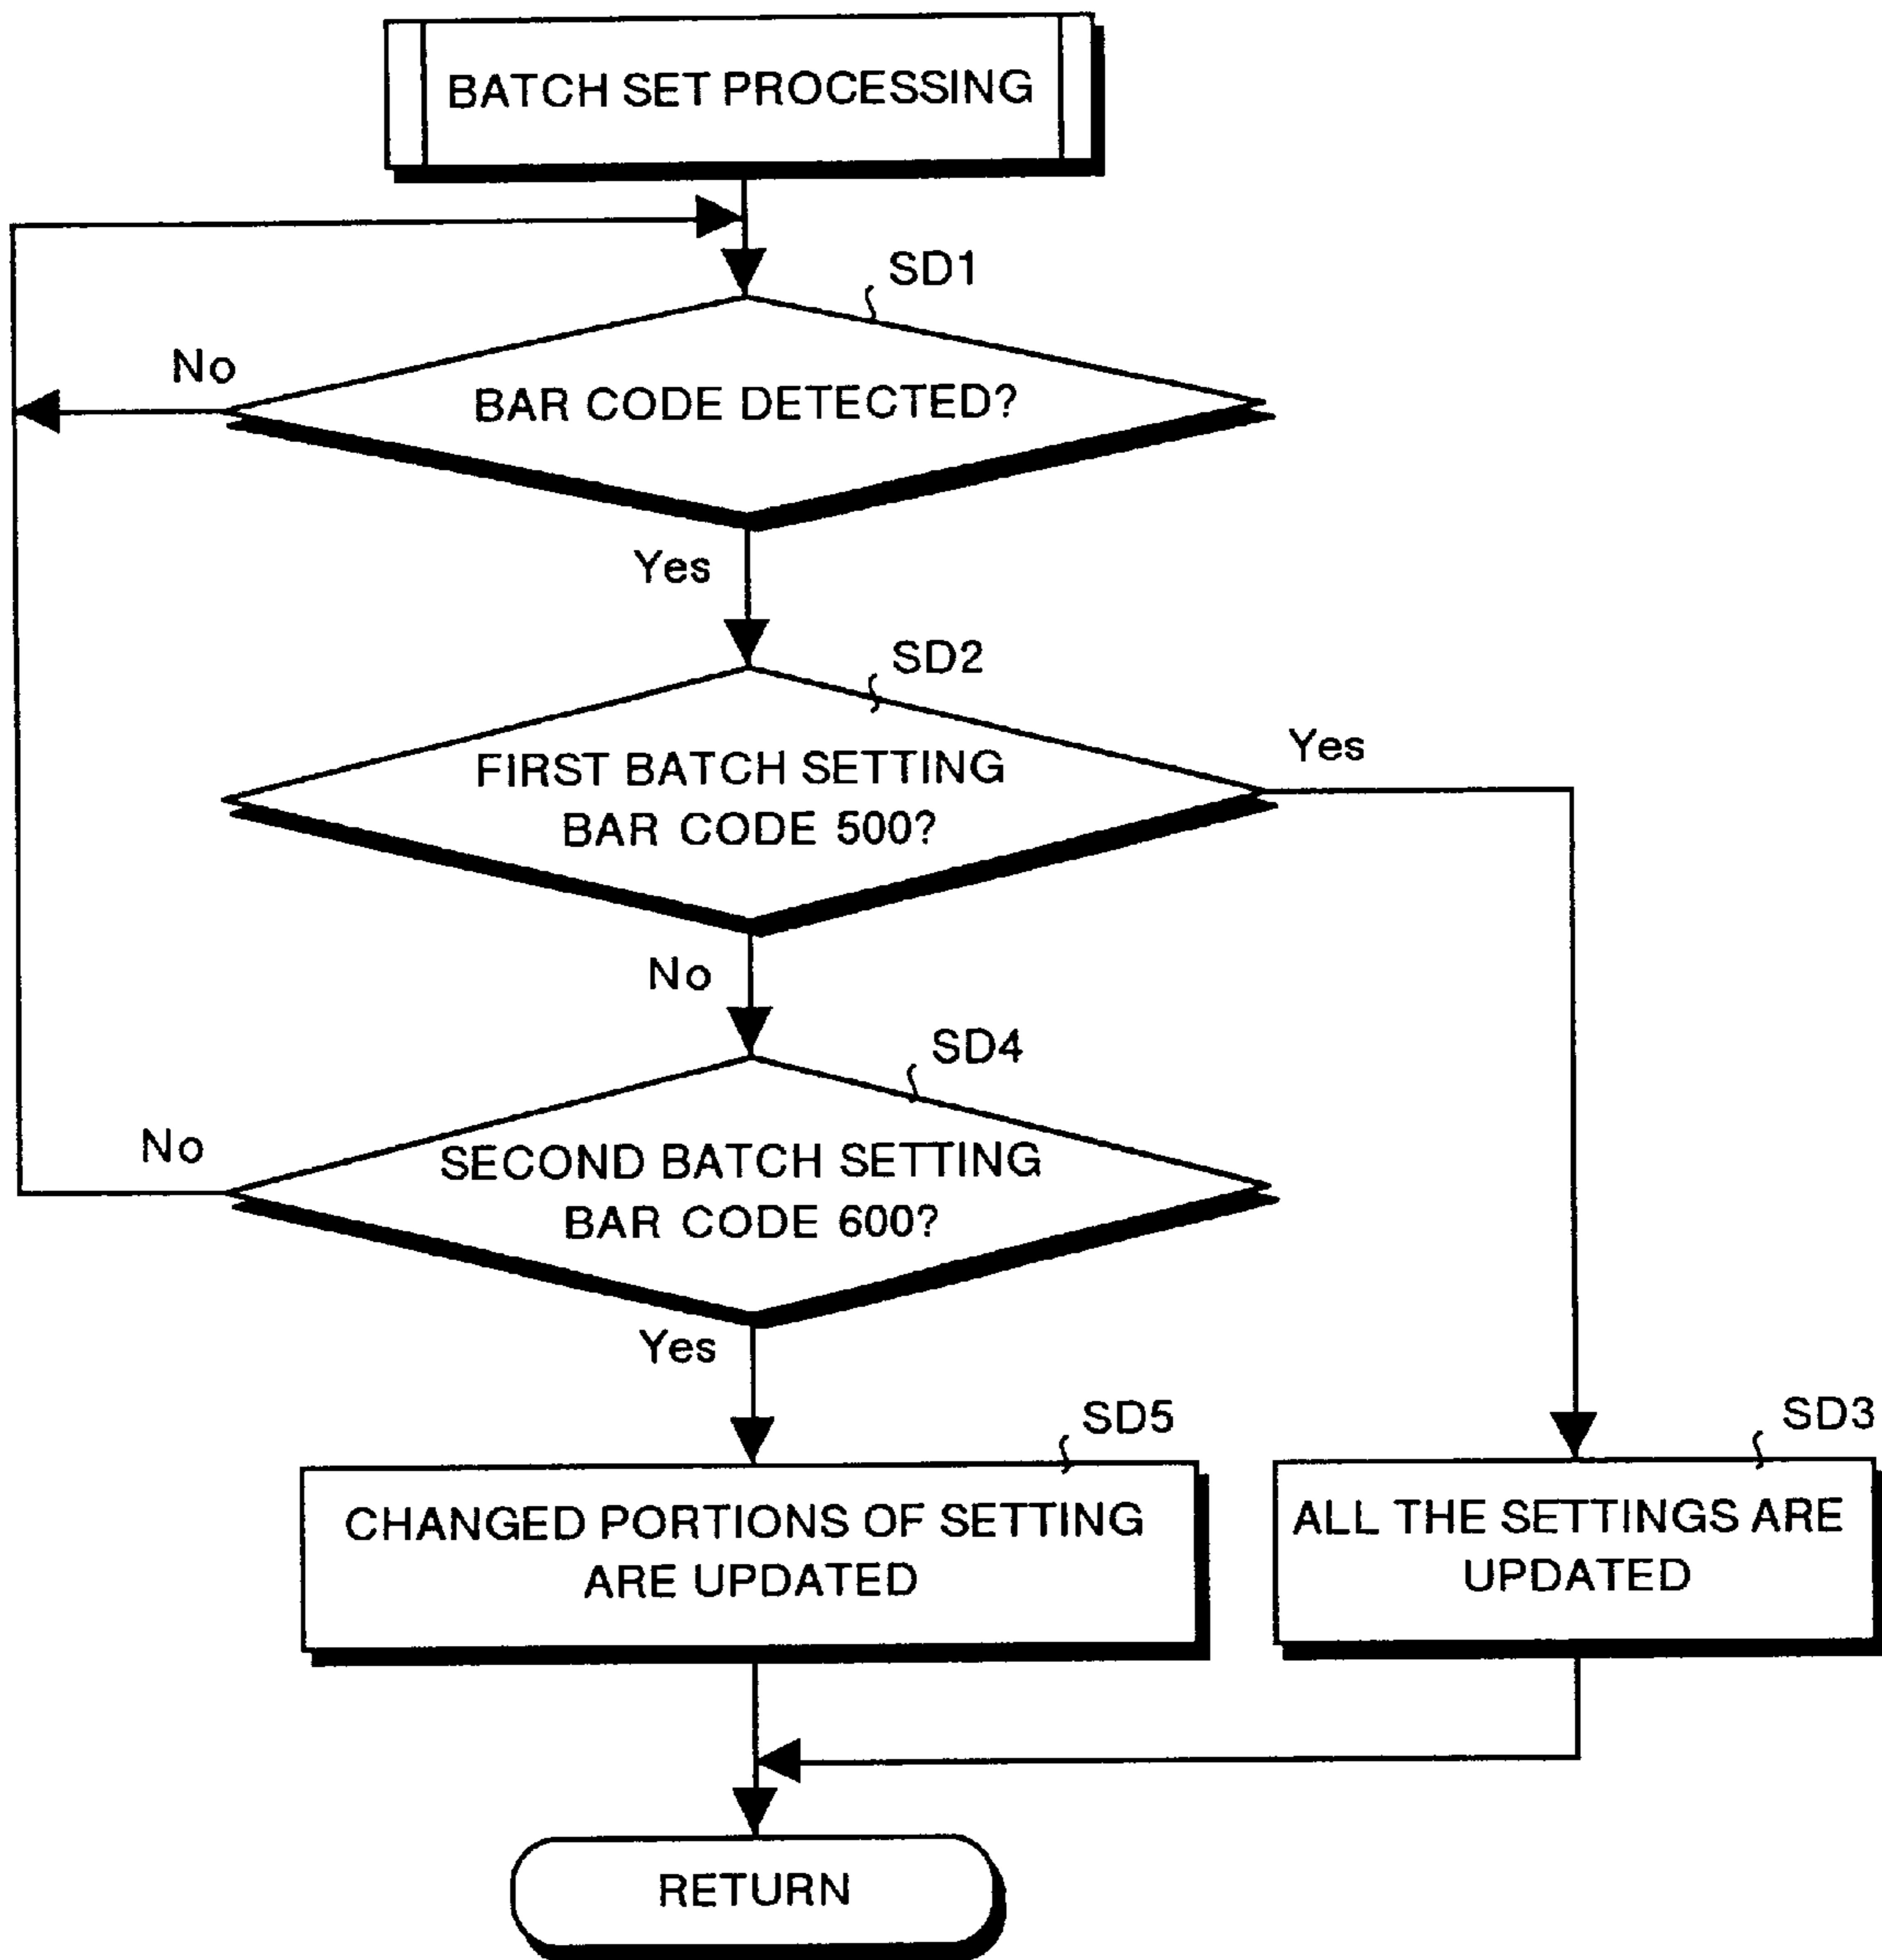 BATCH SET PROCESSING
SD1
No
BAR CODE DETECTED?
Yes
SD2
Yes
FIRST BATCH SETTING
BAR CODE 500?
No
SD4
No
SECOND BATCH SETTING
BAR CODE 600?
Yes
SD5
SD3
CHANGED PORTIONS OF SETTING
ARE UPDATED
ALL THE SETTINGS ARE
UPDATED
RETURN